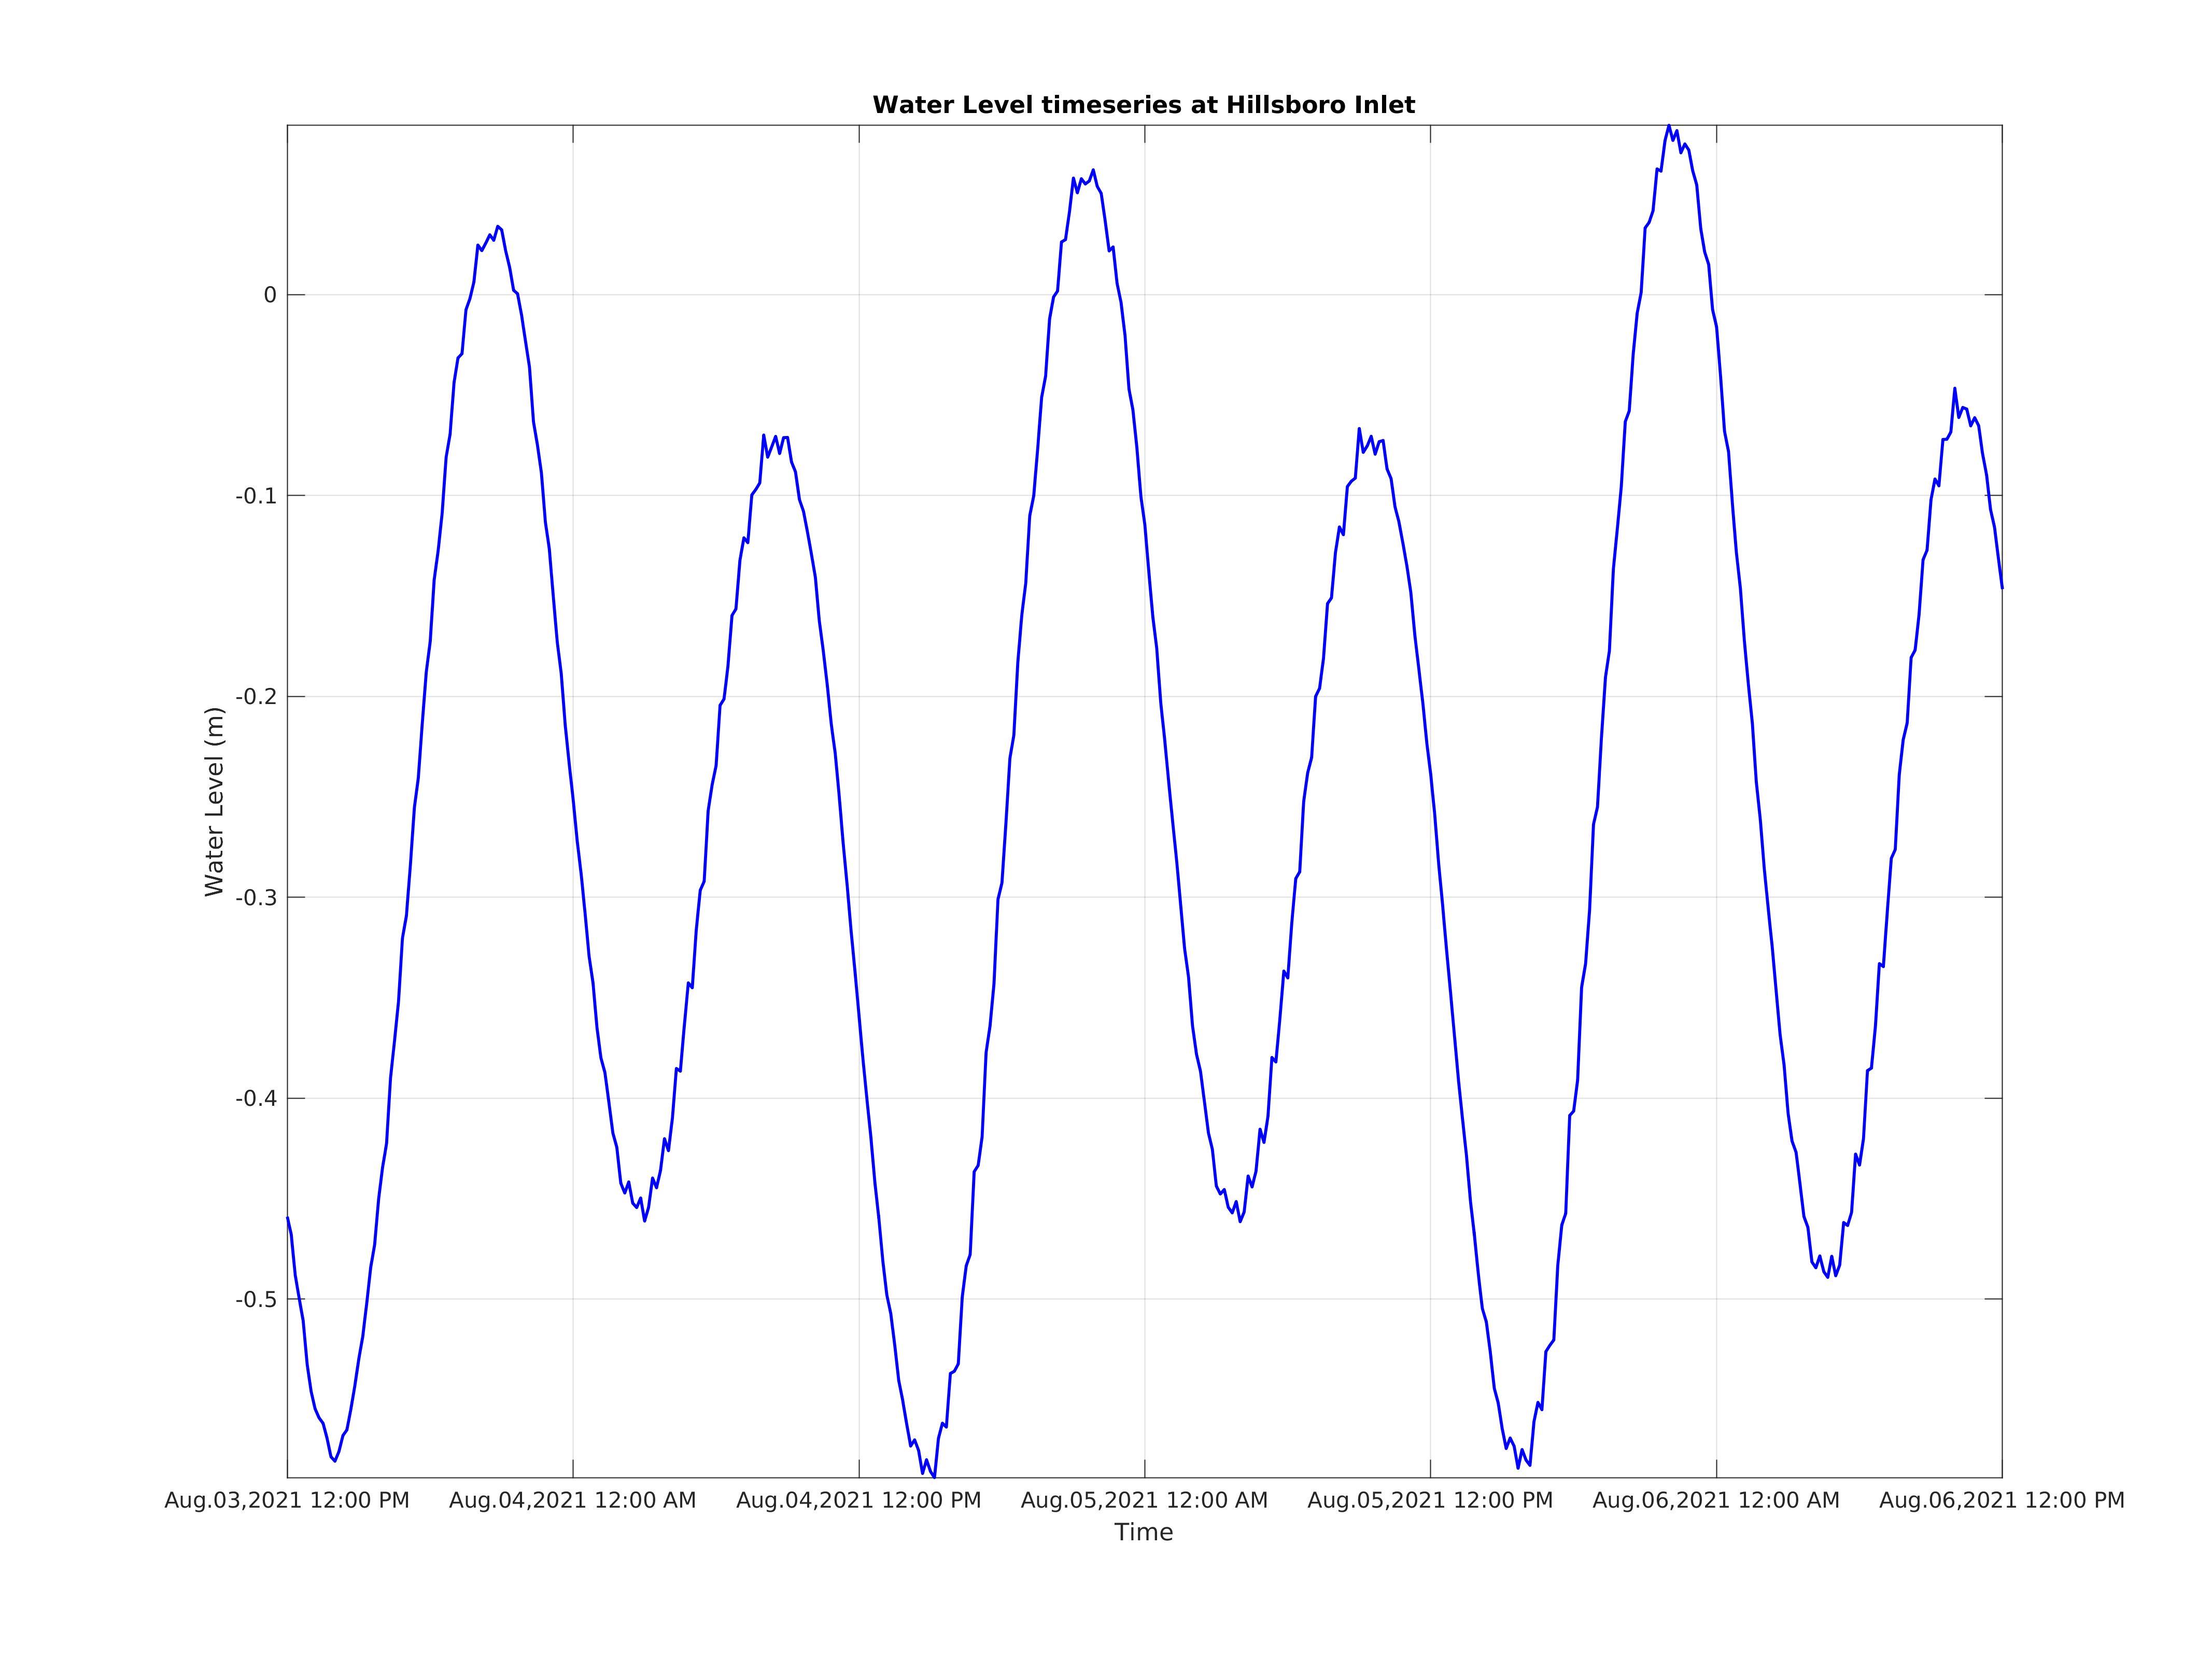 Water Level timeseries at Hillsboro Inlet
0
-0.1
-0.2
-0.3
-0.4
-0.5
Water Level (m)
Aug.03,2021 12:00 PM Aug.04,2021 12:00 AM Aug.04,2021 12:00 PM Aug.05,2021 12:00 AM Aug.05,2021 12:00 PM Aug.06,2021 12:00 AM Aug.06,2021 12:00 PM
Time